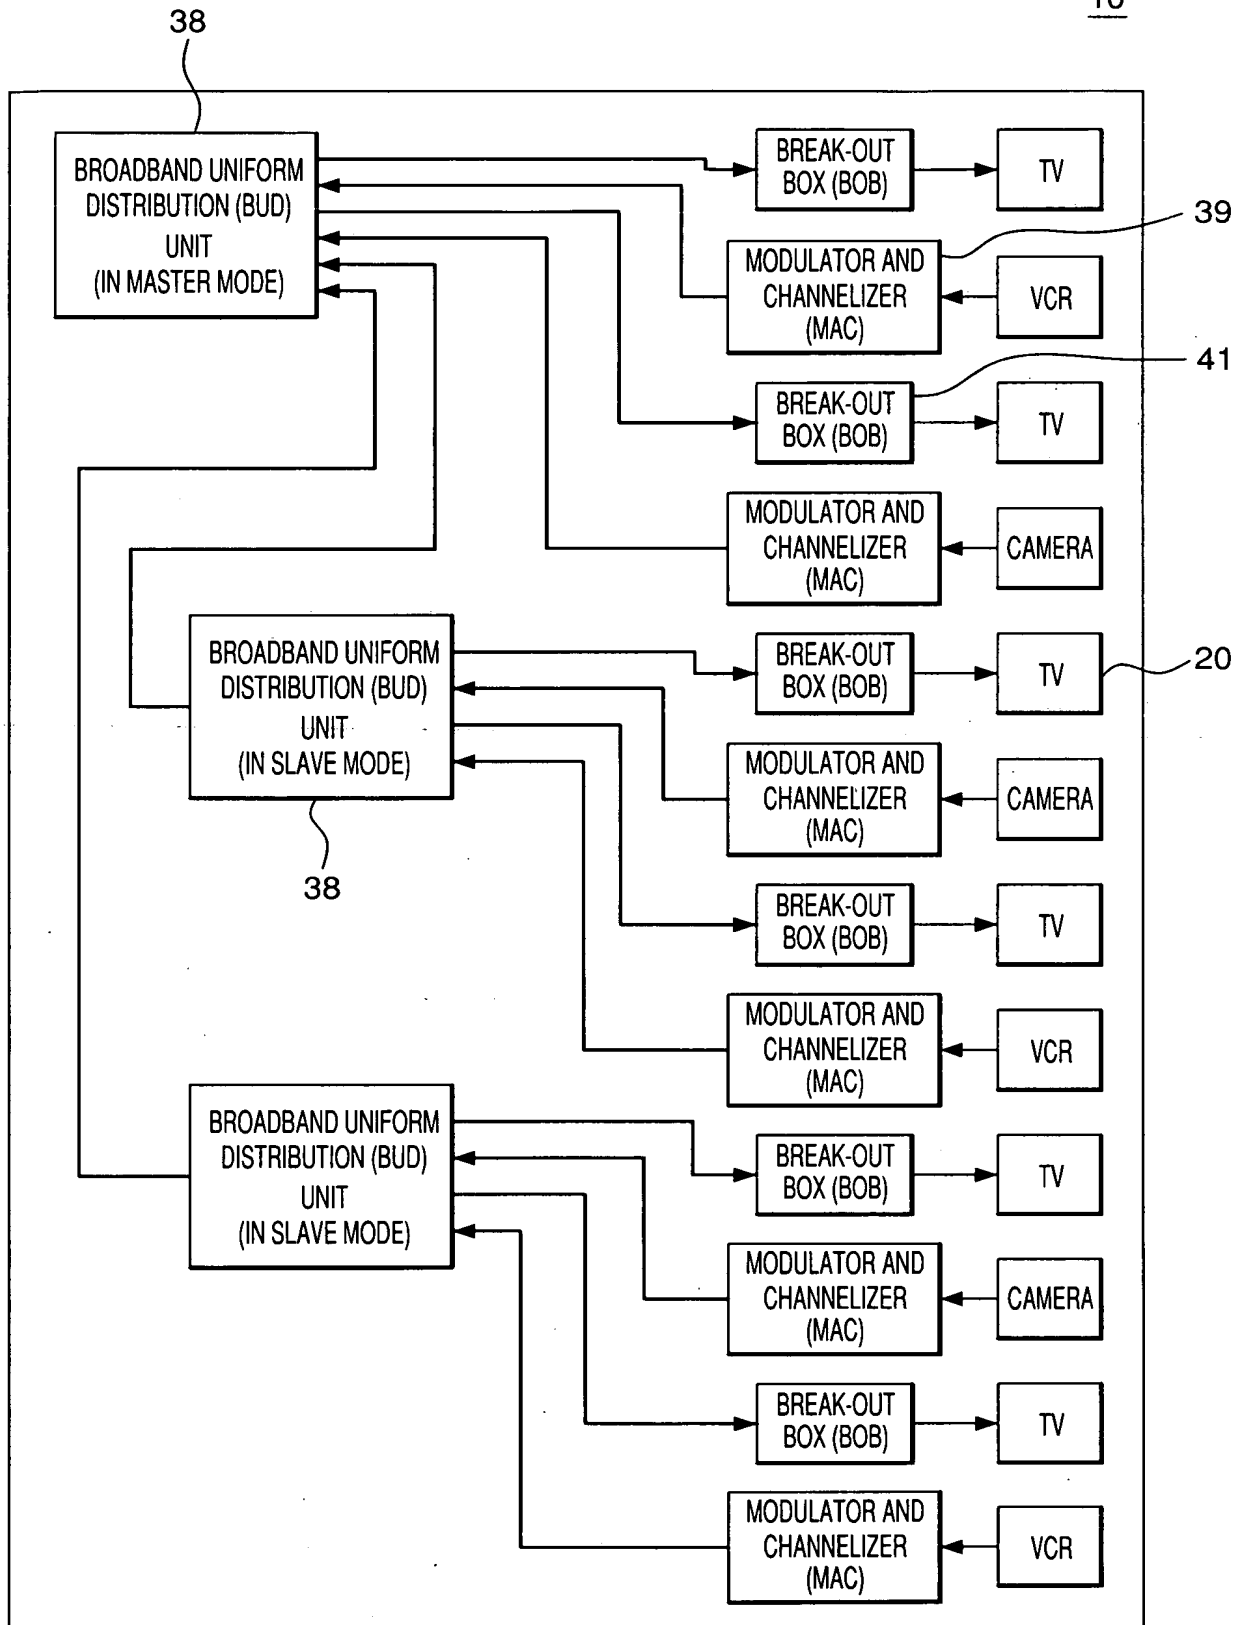 38
BROADBAND UNIFORM
DISTRIBUTION (BUD)
UNIT
(IN MASTER MODE)
BREAK-OUT
BOX (BOB)
TV
39
MODULATOR AND
CHANNELIZER
(MAC)
VCR
41
BREAK-OUT
BOX (BOB)
TV
MODULATOR AND
CHANNELIZER
(MAC)
CAMERA
BROADBAND UNIFORM
DISTRIBUTION (BUD)
UNIT
(IN SLAVE MODE)
38
BREAK-OUT
BOX (BOB)
TV
20
MODULATOR AND
CHANNELIZER
(MAC)
CAMERA
BREAK-OUT
BOX (BOB)
TV
MODULATOR AND
CHANNELIZER
(MAC)
VCR
BROADBAND UNIFORM
DISTRIBUTION (BUD)
UNIT
(IN SLAVE MODE)
BREAK-OUT
BOX (BOB)
TV
MODULATOR AND
CHANNELIZER
(MAC)
CAMERA
BREAK-OUT
BOX (BOB)
TV
MODULATOR AND
CHANNELIZER
(MAC)
VCR